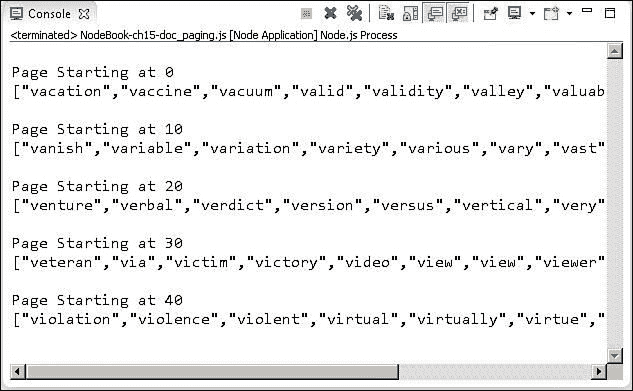 Console
<terminated> NodeBook-ch15-doc_paging.js [Node Application] Node.js Process
Page Starting at 0
["vacation","vaccine","vacuum","valid","validity","valley","valuab
Page Starting at 10
["vanish","variable","variation","variety","various","vary","vast"
Page Starting at 20
["venture","verbal","verdict","version","versus","vertical","very"
Page Starting at 30
["veteran","via","victim","victory","video","view","view","viewer"
Page Starting at 40
["violation","violence","violent","virtual","virtually","virtue","